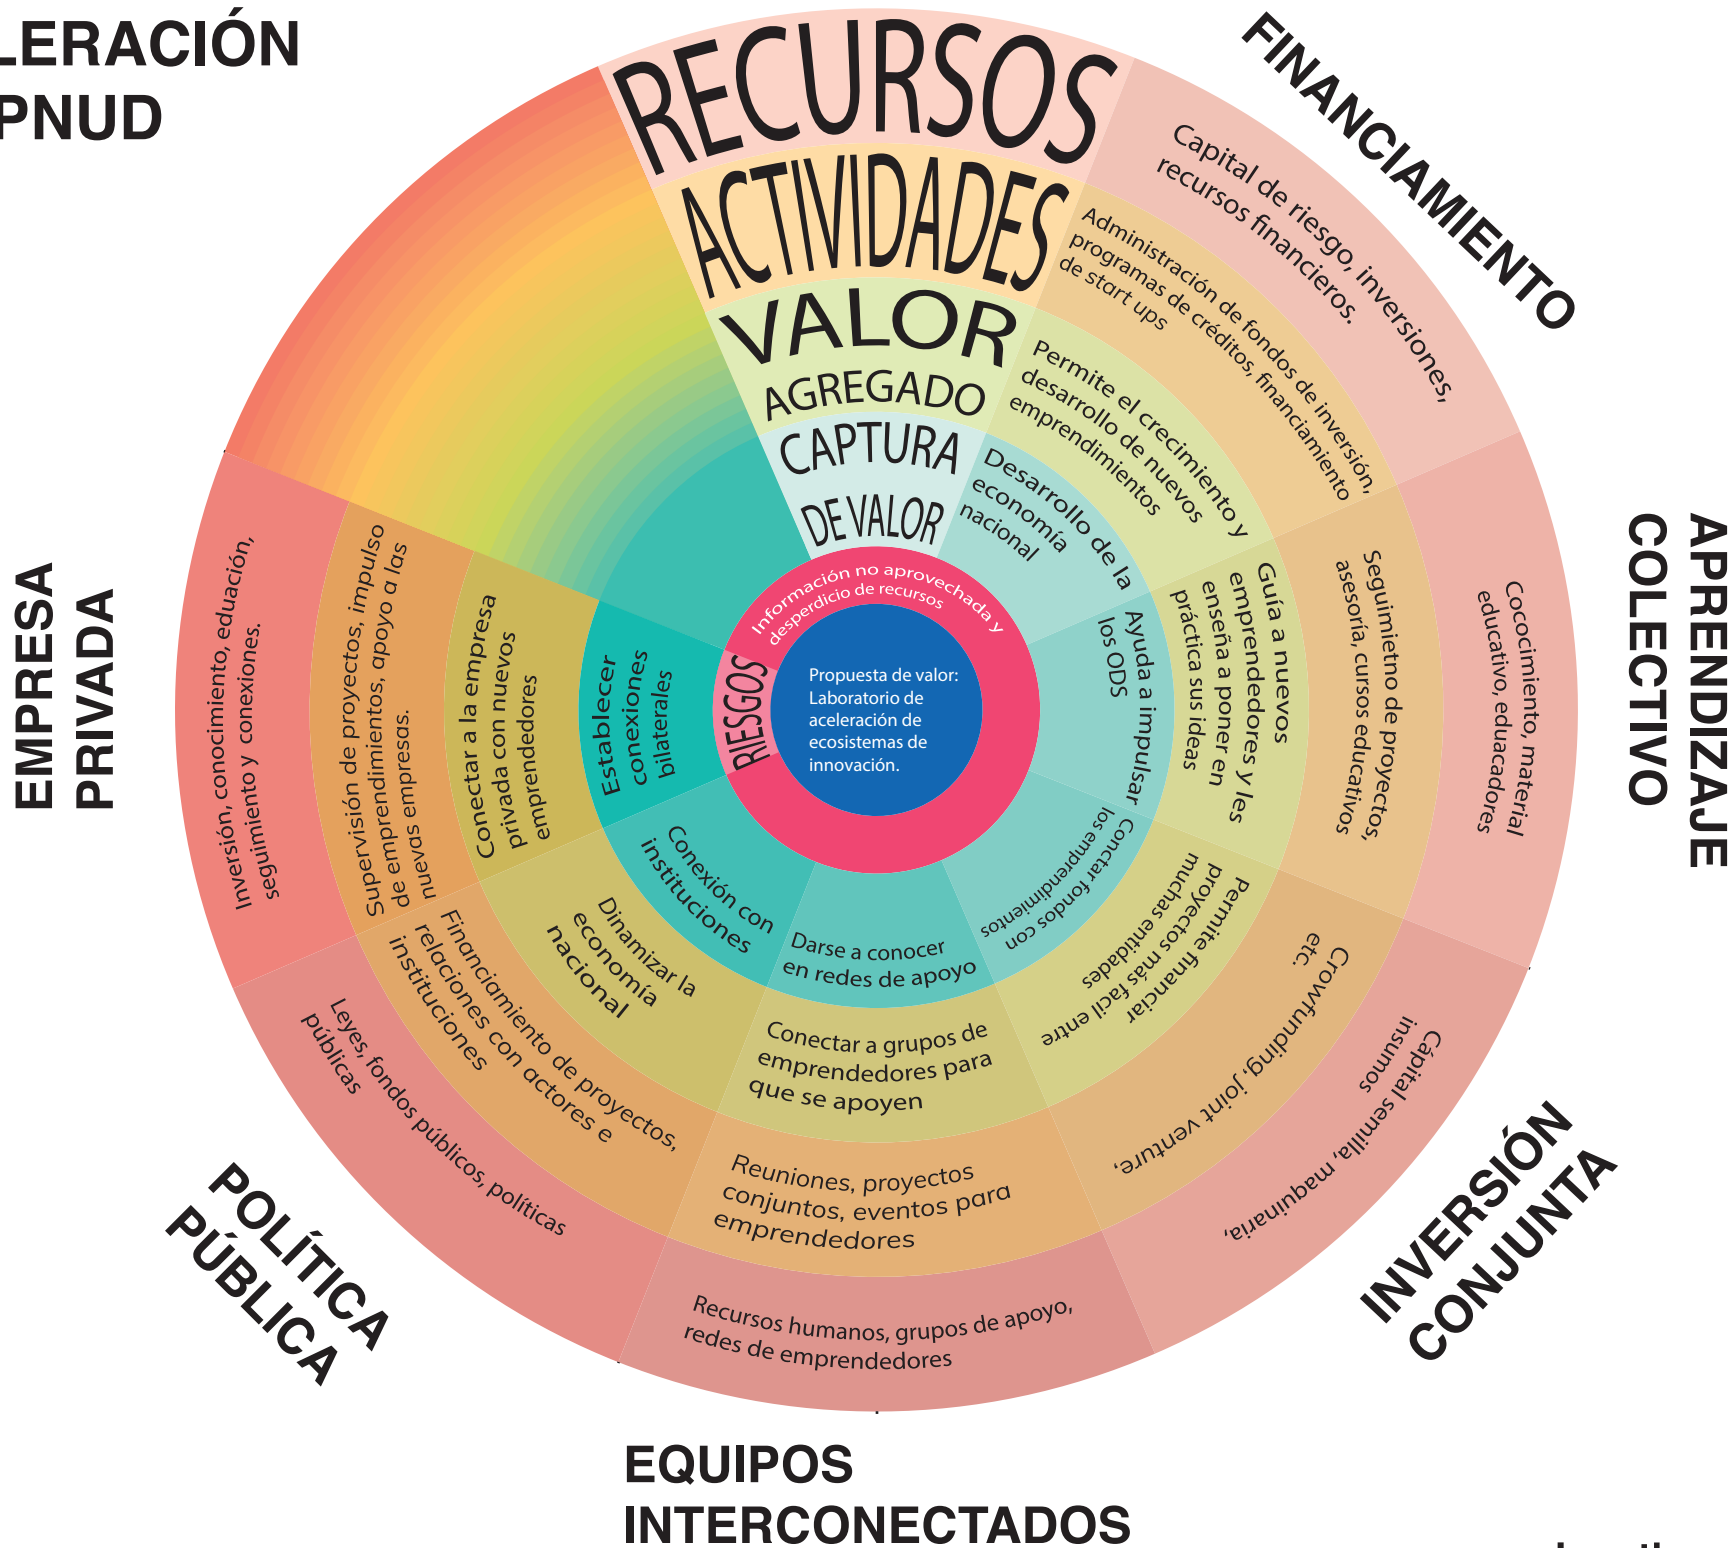 LERACIÓN
PNUD
RECURSOS
ACTIVIDADES
VALOR
AGREGADO
CAPTURA
DE VALOR
FINANCIAMIENTO
Capital de riesgo, inversiones,
recursos financieros.
Administración de fondos de inversión,
programas de créditos, financiamiento
de start ups
Permite el crecimiento y
desarrollo de nuevos
emprendimientos
Desarrollo de la
economía
nacional
APRENDIZAJE
COLECTIVO
Cococimiento, material
educativo, eduacadores
Seguimietno de proyectos,
asesoría, cursos educativos
Guía a nuevos
emprendedores y les
enseña a poner en
práctica sus ideas
Ayuda a impulsar
los ODS
INVERSIÓN
CONJUNTA
Cápital semilla, maquinaria,
insumos
Crowfunding, joint venture,
etc.
Permite financiar
proyectos más facil entre
muchas entidades
Conctar fondos con
los emprendimientos
EQUIPOS
INTERCONECTADOS
Recursos humanos, grupos de apoyo,
redes de emprendedores
Reuniones, proyectos
conjuntos, eventos para
emprendedores
Conectar a grupos de
emprendedores para
que se apoyen
Darse a conocer
en redes de apoyo
POLÍTICA
PÚBLICA
Leyes, fondos públicos, políticas
públicas
Financiamiento de proyectos,
relaciones con actores e
instituciones
Dinamizar la
economía
nacional
Conexión con
instituciones
EMPRESA
PRIVADA
Inversión, conocimiento, eduación,
seguimiento y conexiones.
Supervisión de proyectos, impulso
de emprendimientos, apoyo a las
nuevas empresas.
Conectar a la empresa
privada con nuevos
emprendedores
Establecer
conexiones
bilaterales
RIESGOS
Información no aprovechada y
desperdicio de recursos
Propuesta de valor:
Laboratorio de
aceleración de
ecosistemas de
innovación.